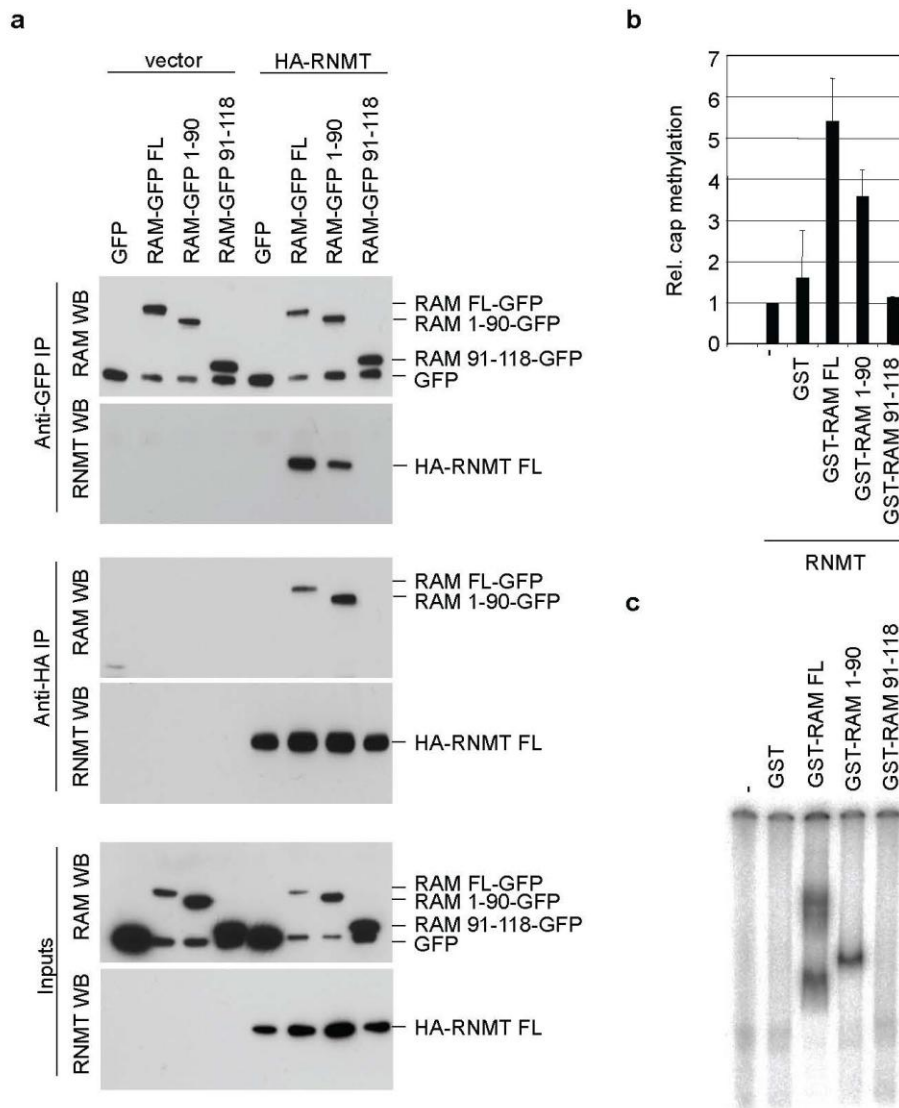 a
vector
HA-RNMT
GFP
RAM-GFP FL
RAM-GFP 1-90
RAM-GFP 91-118
GFP
RAM-GFP FL
RAM-GFP 1-90
RAM-GFP 91-118
Anti-GFP IP
RAM WB
RAM FL-GFP
RAM 1-90-GFP
RAM 91-118-GFP
GFP
RNMT WB
HA-RNMT FL
Anti-HA IP
RAM WB
RAM FL-GFP
RAM 1-90-GFP
RNMT WB
HA-RNMT FL
Inputs
RAM WB
RAM FL-GFP
RAM 1-90-GFP
RAM 91-118-GFP
GFP
RNMT WB
HA-RNMT FL
b
Rel. cap methylation
7
6
5
4
3
2
1
0
-
GST
GST-RAM FL
GST-RAM 1-90
GST-RAM 91-118
RNMT
c
-
GST
GST-RAM FL
GST-RAM 1-90
GST-RAM 91-118